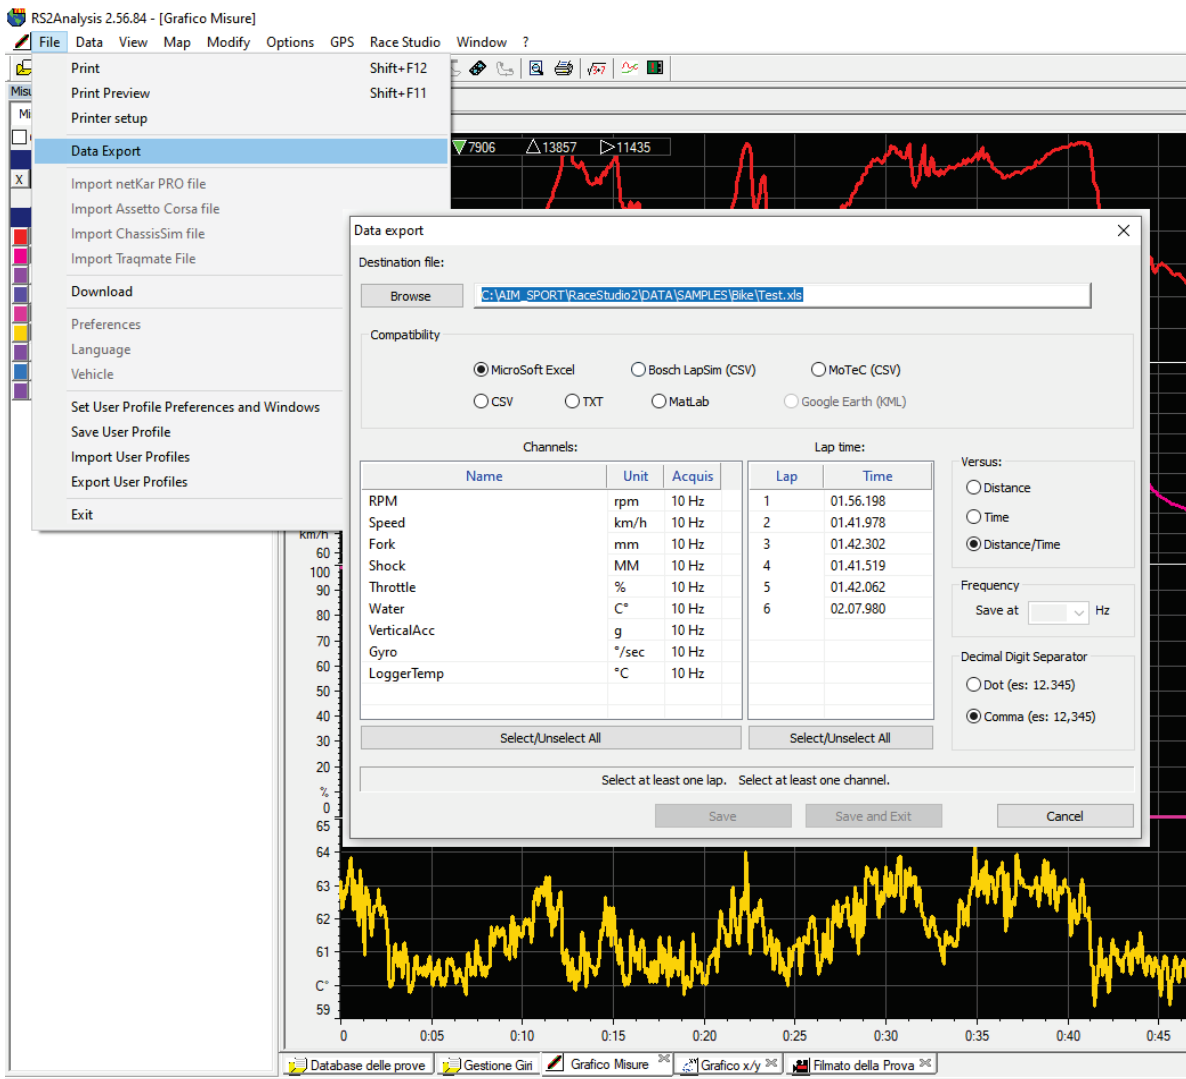 RS2Analysis 2.56.84 - [Grafico Misure]
File Data View Map Modify Options GPS Race Studio Window ?
Print Shift+F12
Print Preview Shift+F11
Printer setup
Data Export
Import netKar PRO file
Import Assetto Corsa file
Import ChassisSim file
Import Traqmate File
Download
Preferences
Language
Vehicle
Set User Profile Preferences and Windows
Save User Profile
Import User Profiles
Export User Profiles
Exit
X
7906 13857 11435
Data export
Destination file:
Browse C:\AIM_SPORT\RaceStudio2\DATA\SAMPLES\Bike\Test.xls
Compatibility
MicroSoft Excel Bosch LapSim (CSV) MoTeC (CSV)
CSV TXT MatLab Google Earth (KML)
Channels: Lap time:
Name Unit Acquis Lap Time
RPM rpm 10 Hz 1 01.56.198
Speed km/h 10 Hz 2 01.41.978
Fork mm 10 Hz 3 01.42.302
Shock MM 10 Hz 4 01.41.519
Throttle % 10 Hz 5 01.42.062
Water C° 10 Hz 6 02.07.980
VerticalAcc g 10 Hz
Gyro °/sec 10 Hz
LoggerTemp °C 10 Hz
Select/Unselect All Select/Unselect All
Versus:
Distance
Time
Distance/Time
Frequency
Save at Hz
Decimal Digit Separator
Dot (es: 12.345)
Comma (es: 12,345)
Select at least one lap. Select at least one channel.
Save Save and Exit Cancel
km/h
60
100
90
80
70
60
50
40
30
20
%
0
65
64
63
62
61
C°
59
0 0:05 0:10 0:15 0:20 0:25 0:30 0:35 0:40 0:45
Database delle prove Gestione Giri Grafico Misure Grafico x/y Filmato della Prova